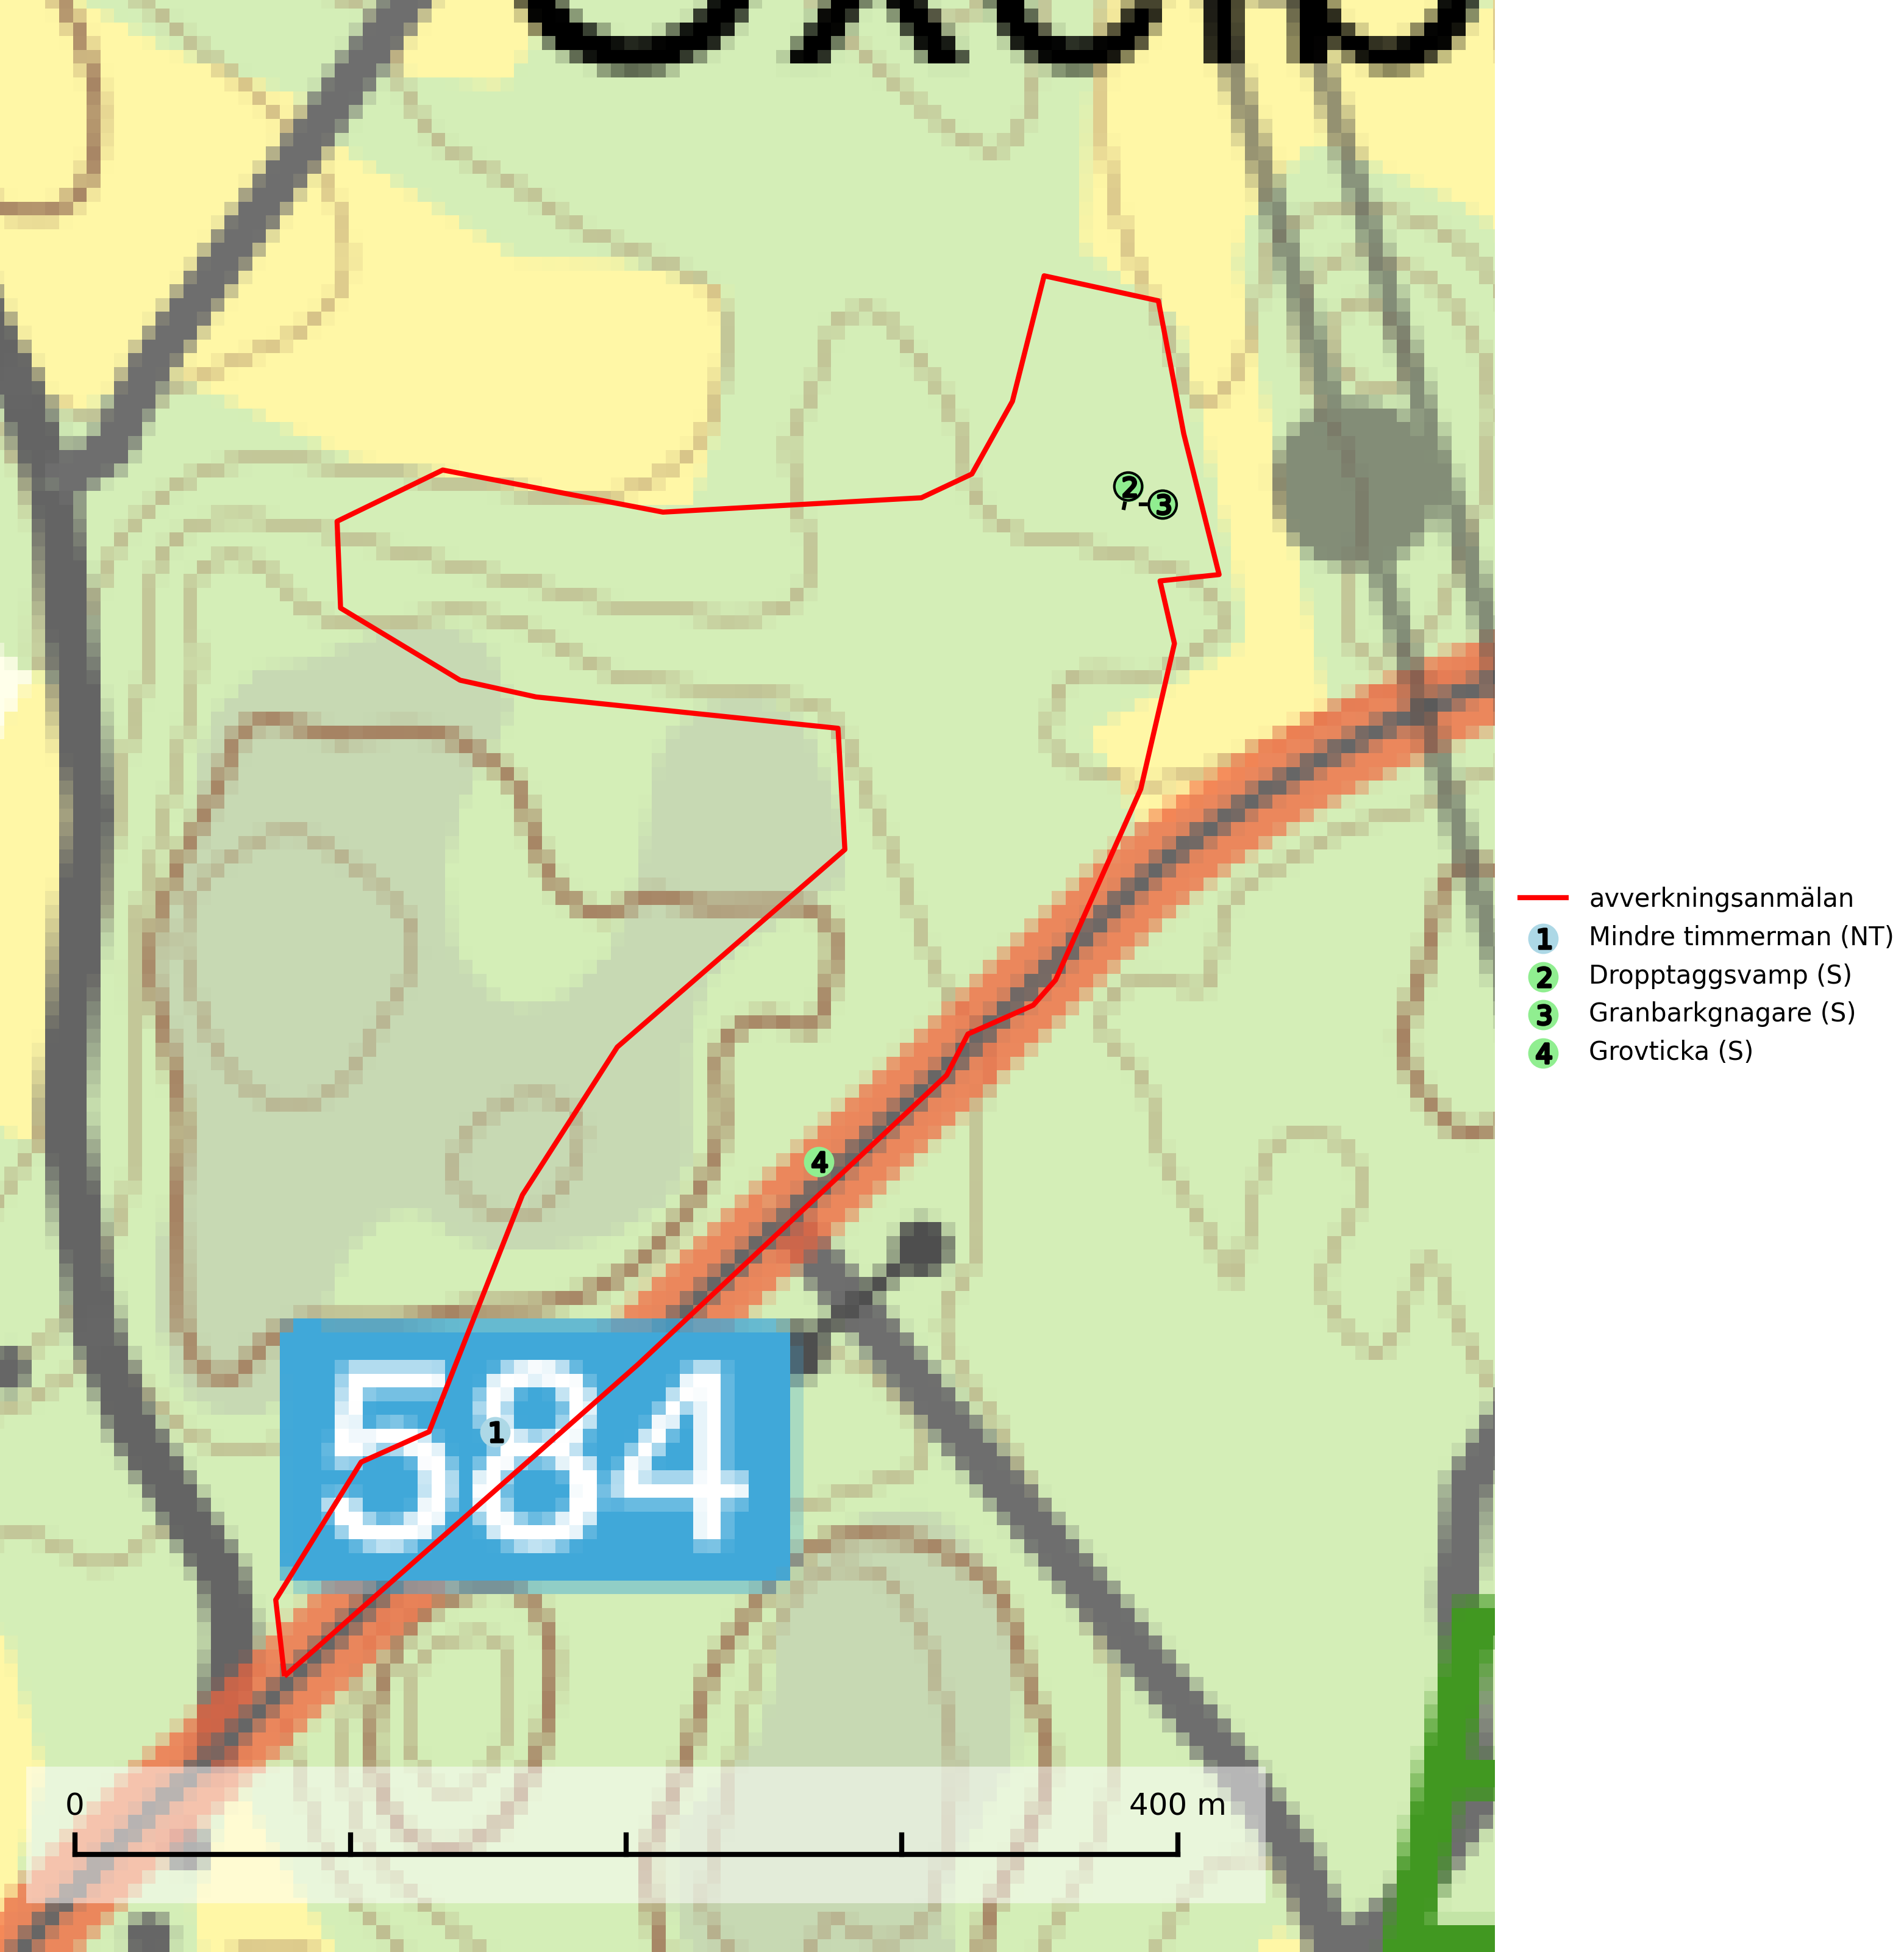 2
3
4
584
1
0
400 m
avverkningsanmälan
1 Mindre timmerman (NT)
2 Dropptaggsvamp (S)
3 Granbarkgnagare (S)
4 Grovticka (S)